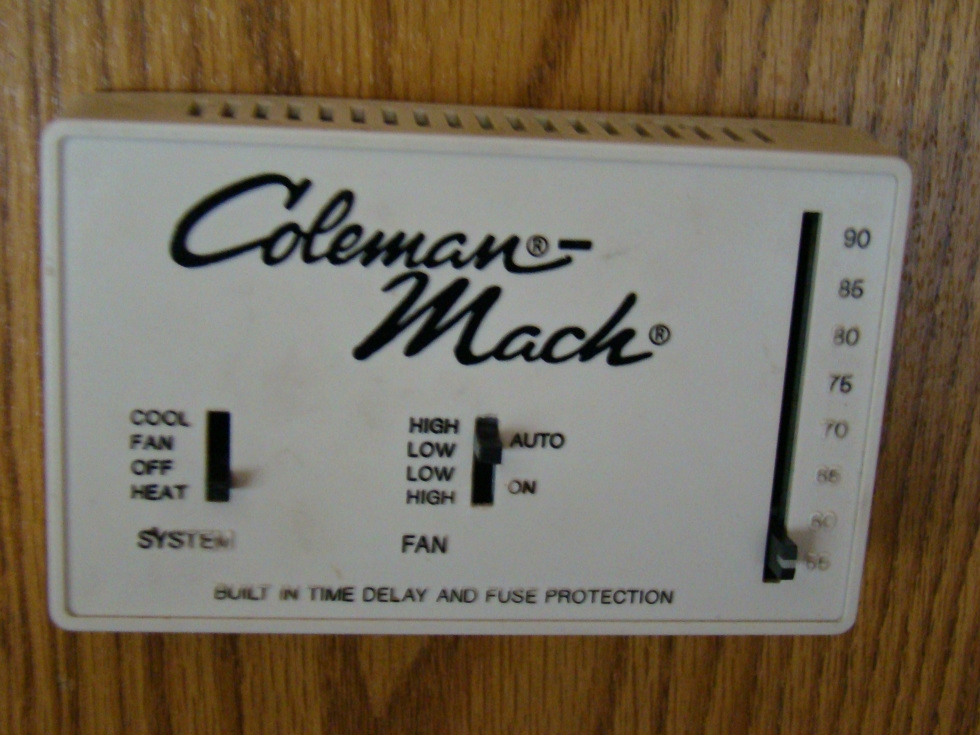 Coleman®-
Mach®
90
85
80
75
70
65
60
55
COOL
FAN
OFF
HEAT
SYSTEM
HIGH
LOW
LOW
HIGH
AUTO
ON
FAN
BUILT IN TIME DELAY AND FUSE PROTECTION